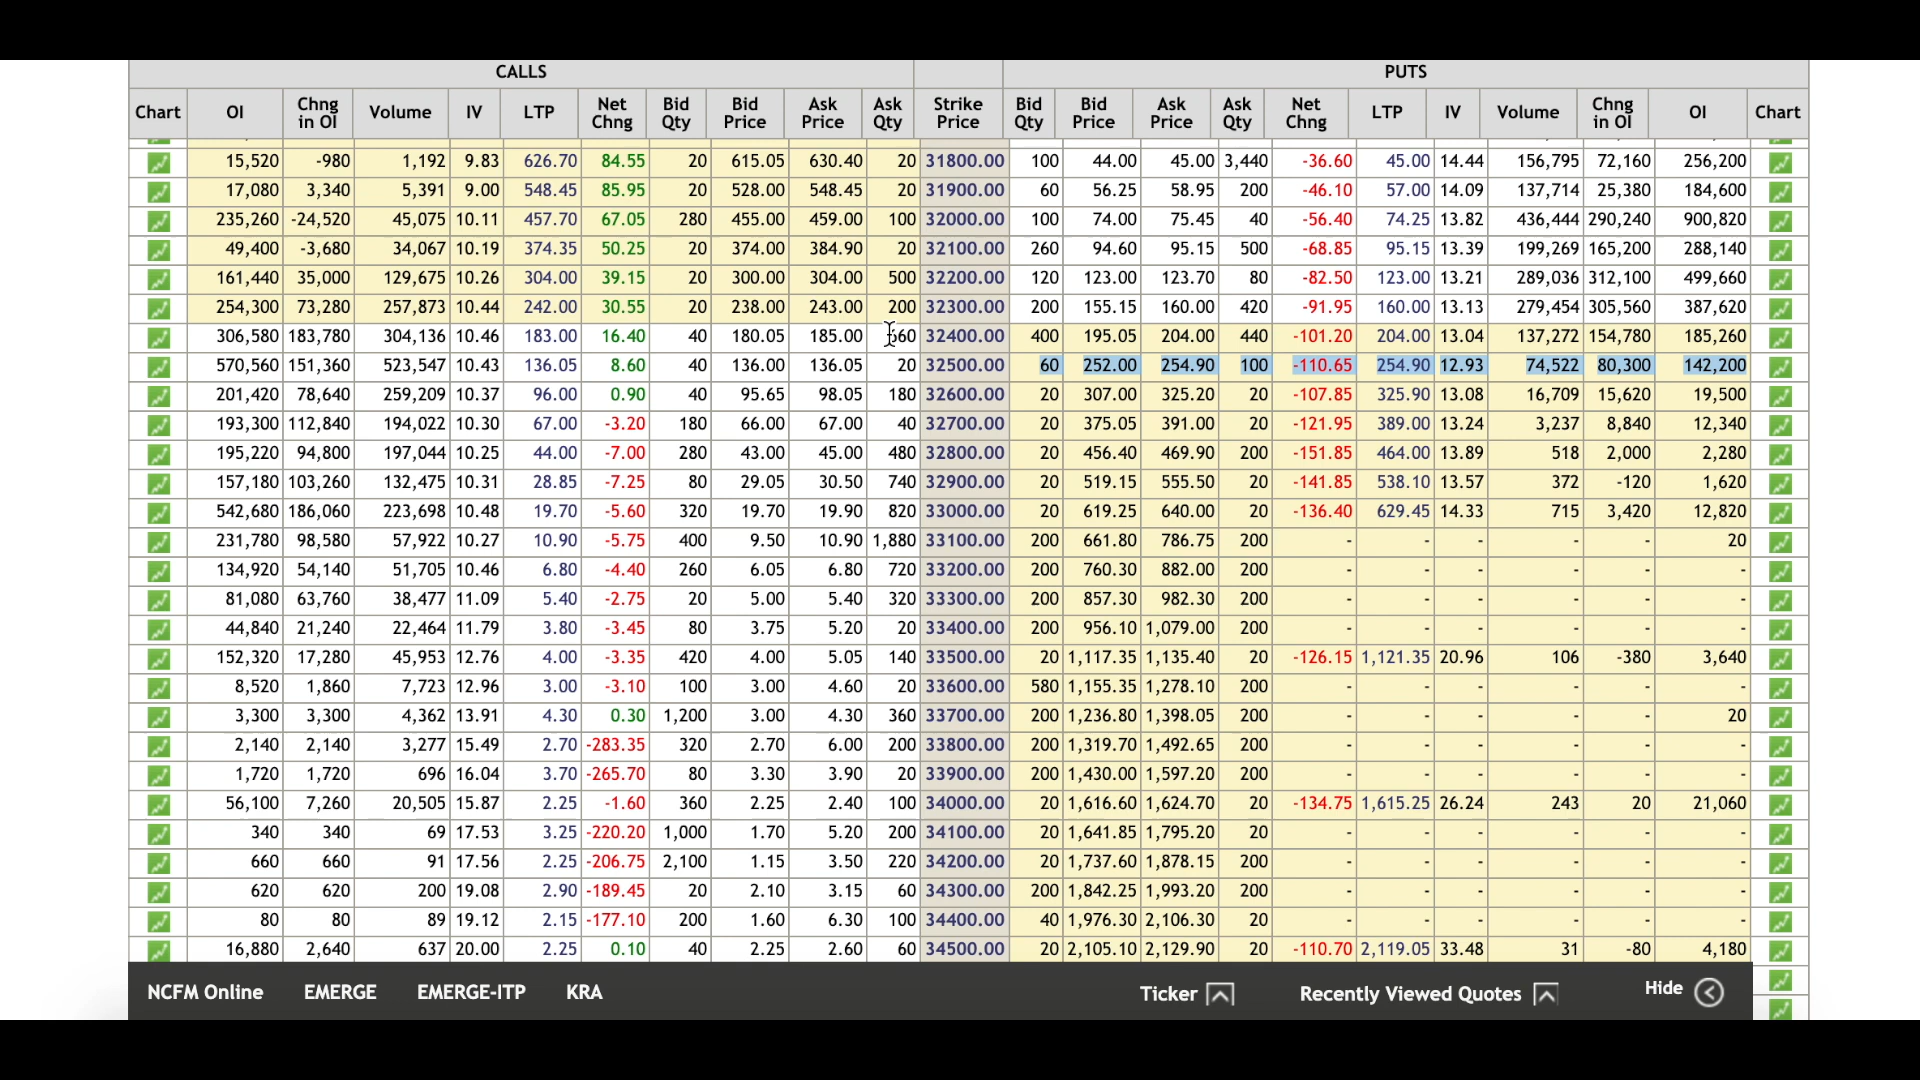 CALLS PUTS
Chart OI Chng in OI Volume IV LTP Net Chng Bid Qty Bid Price Ask Price Ask Qty Strike Price Bid Qty Bid Price Ask Price Ask Qty Net Chng LTP IV Volume Chng in OI OI Chart
15,520 -980 1,192 9.83 626.70 84.55 20 615.05 630.40 20 31800.00 100 44.00 45.00 3,440 -36.60 45.00 14.44 156,795 72,160 256,200
17,080 3,340 5,391 9.00 548.45 85.95 20 528.00 548.45 20 31900.00 60 56.25 58.95 200 -46.10 57.00 14.09 137,714 25,380 184,600
235,260 -24,520 45,075 10.11 457.70 67.05 280 455.00 459.00 100 32000.00 100 74.00 75.45 40 -56.40 74.25 13.82 436,444 290,240 900,820
49,400 -3,680 34,067 10.19 374.35 50.25 20 374.00 384.90 20 32100.00 260 94.60 95.15 500 -68.85 95.15 13.39 199,269 165,200 288,140
161,440 35,000 129,675 10.26 304.00 39.15 20 300.00 304.00 500 32200.00 120 123.00 123.70 80 -82.50 123.00 13.21 289,036 312,100 499,660
254,300 73,280 257,873 10.44 242.00 30.55 20 238.00 243.00 200 32300.00 200 155.15 160.00 420 -91.95 160.00 13.13 279,454 305,560 387,620
306,580 183,780 304,136 10.46 183.00 16.40 40 180.05 185.00 32400.00 400 195.05 204.00 440 -101.20 204.00 13.04 137,272 154,780 185,260
570,560 151,360 523,547 10.43 136.05 8.60 40 136.00 136.05 20 32500.00 60 252.00 254.90 100 -110.65 254.90 12.93 74,522 80,300 142,200
201,420 78,640 259,209 10.37 96.00 0.90 40 95.65 98.05 180 32600.00 20 307.00 325.20 20 -107.85 325.90 13.08 16,709 15,620 19,500
193,300 112,840 194,022 10.30 67.00 -3.20 180 66.00 67.00 40 32700.00 20 375.05 391.00 20 -121.95 389.00 13.24 3,237 8,840 12,340
195,220 94,800 197,044 10.25 44.00 -7.00 280 43.00 45.00 480 32800.00 20 456.40 469.90 200 -151.85 464.00 13.89 518 2,000 2,280
157,180 103,260 132,475 10.31 28.85 -7.25 80 29.05 30.50 740 32900.00 20 519.15 555.50 20 -141.85 538.10 13.57 372 -120 1,620
542,680 186,060 223,698 10.48 19.70 -5.60 320 19.70 19.90 820 33000.00 20 619.25 640.00 20 -136.40 629.45 14.33 715 3,420 12,820
231,780 98,580 57,922 10.27 10.90 -5.75 400 9.50 10.90 1,880 33100.00 200 661.80 786.75 200 - - - - - 20
134,920 54,140 51,705 10.46 6.80 -4.40 260 6.05 6.80 720 33200.00 200 760.30 882.00 200 - - - - - -
81,080 63,760 38,477 11.09 5.40 -2.75 20 5.00 5.40 320 33300.00 200 857.30 982.30 200 - - - - - -
44,840 21,240 22,464 11.79 3.80 -3.45 80 3.75 5.20 20 33400.00 200 956.10 1,079.00 200 - - - - - -
152,320 17,280 45,953 12.76 4.00 -3.35 420 4.00 5.05 140 33500.00 20 1,117.35 1,135.40 20 -126.15 1,121.35 20.96 106 -380 3,640
8,520 1,860 7,723 12.96 3.00 -3.10 100 3.00 4.60 20 33600.00 580 1,155.35 1,278.10 200 - - - - - -
3,300 3,300 4,362 13.91 4.30 0.30 1,200 3.00 4.30 360 33700.00 200 1,236.80 1,398.05 200 - - - - - 20
2,140 2,140 3,277 15.49 2.70 -283.35 320 2.70 6.00 200 33800.00 200 1,319.70 1,492.65 200 - - - - - -
1,720 1,720 696 16.04 3.70 -265.70 80 3.30 3.90 20 33900.00 200 1,430.00 1,597.20 200 - - - - - -
56,100 7,260 20,505 15.87 2.25 -1.60 360 2.25 2.40 100 34000.00 20 1,616.60 1,624.70 20 -134.75 1,615.25 26.24 243 20 21,060
340 340 69 17.53 3.25 -220.20 1,000 1.70 5.20 200 34100.00 20 1,641.85 1,795.20 20 - - - - - -
660 660 91 17.56 2.25 -206.75 2,100 1.15 3.50 220 34200.00 20 1,737.60 1,878.15 200 - - - - - -
620 620 200 19.08 2.90 -189.45 20 2.10 3.15 60 34300.00 200 1,842.25 1,993.20 200 - - - - - -
80 80 89 19.12 2.15 -177.10 200 1.60 6.30 100 34400.00 40 1,976.30 2,106.30 20 - - - - - -
16,880 2,640 637 20.00 2.25 0.10 40 2.25 2.60 60 34500.00 20 2,105.10 2,129.90 20 -110.70 2,119.05 33.48 31 -80 4,180
NCFM Online EMERGE EMERGE-ITP KRA Ticker Recently Viewed Quotes Hide